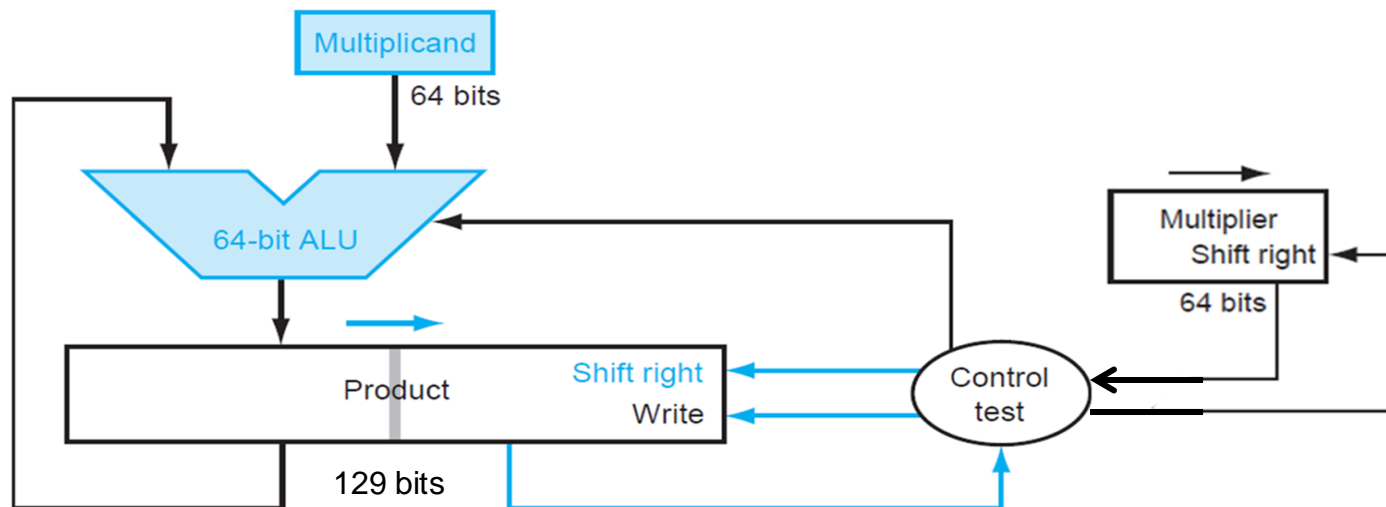 Multiplicand
64 bits
64-bit ALU
Multiplier
Shift right
64 bits
Product
Shift right
Write
Control
test
129 bits